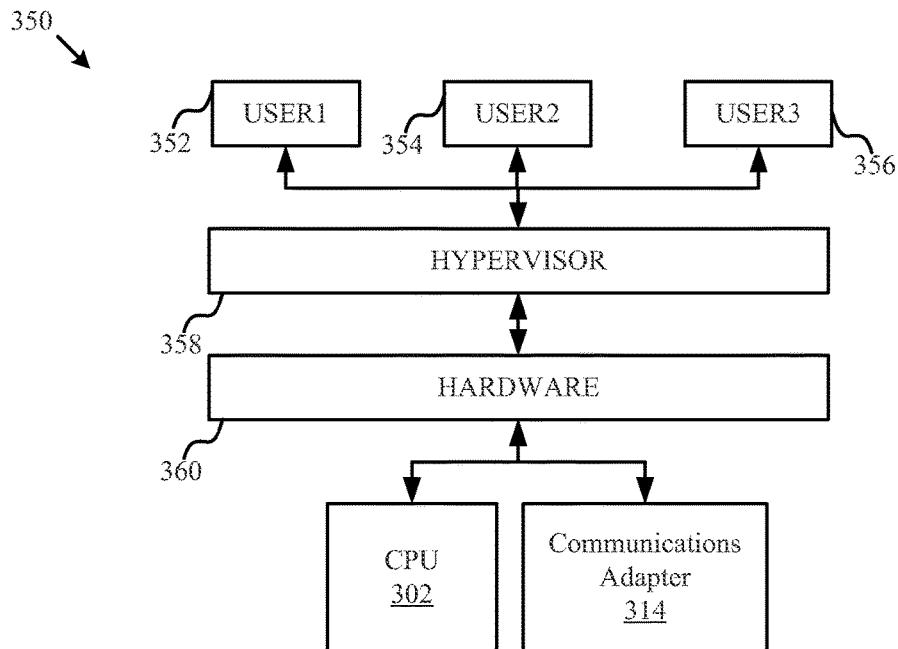 350
USER1
USER2
USER3
352
354
356
HYPERVISOR
358
HARDWARE
360
CPU
302
Communications
Adapter
314